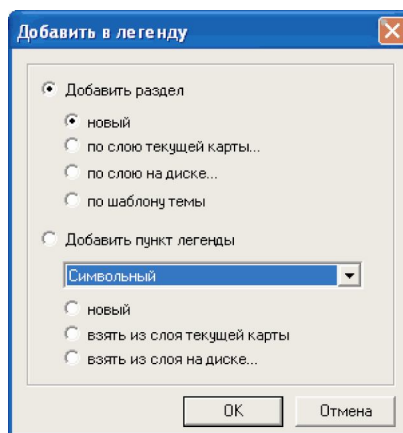 Добавить в легенду
Добавить раздел
новый
по слою текущей карты...
по слою на диске...
по шаблону темы
Добавить пункт легенды
Символьный
новый
взять из слоя текущей карты
взять из слоя на диске...
OK
Отмена